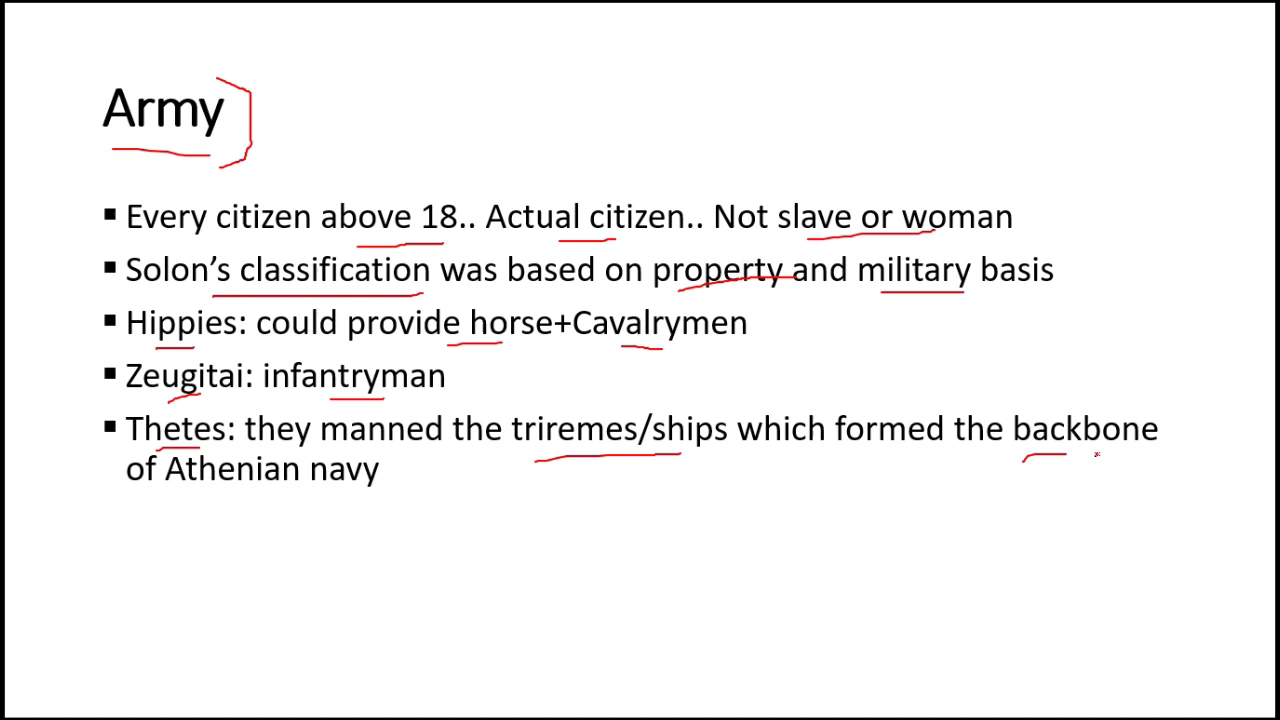 Army
▪ Every citizen above 18.. Actual citizen.. Not slave or woman
▪ Solon’s classification was based on property and military basis
▪ Hippies: could provide horse+Cavalrymen
▪ Zeugitai: infantryman
▪ Thetes: they manned the triremes/ships which formed the backbone
of Athenian navy